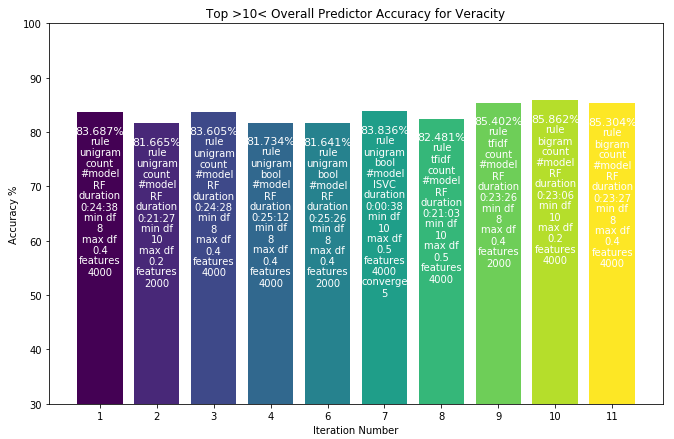 Top >10< Overall Predictor Accuracy for Veracity
Accuracy %
100
90
80
70
60
50
40
30
83.687%
rule
unigram
count
#model
RF
duration
0:24:38
min df
8
max df
0.4
features
4000
81.665%
rule
unigram
count
#model
RF
duration
0:21:27
min df
10
max df
0.2
features
2000
83.605%
rule
unigram
count
#model
RF
duration
0:24:28
min df
8
max df
0.4
features
4000
81.734%
rule
unigram
bool
#model
RF
duration
0:25:12
min df
8
max df
0.4
features
4000
81.641%
rule
unigram
bool
#model
RF
duration
0:25:26
min df
8
max df
0.4
features
2000
83.836%
rule
unigram
bool
#model
lSVC
duration
0:00:38
min df
10
max df
0.5
features
4000
converge
5
82.481%
rule
tfidf
count
#model
RF
duration
0:21:03
min df
10
max df
0.5
features
4000
85.402%
rule
tfidf
count
#model
RF
duration
0:23:26
min df
8
max df
0.4
features
2000
85.862%
rule
bigram
count
#model
RF
duration
0:23:06
min df
10
max df
0.2
features
4000
85.304%
rule
bigram
count
#model
RF
duration
0:23:27
min df
8
max df
0.4
features
4000
1 2 3 4 6 7 8 9 10 11
Iteration Number